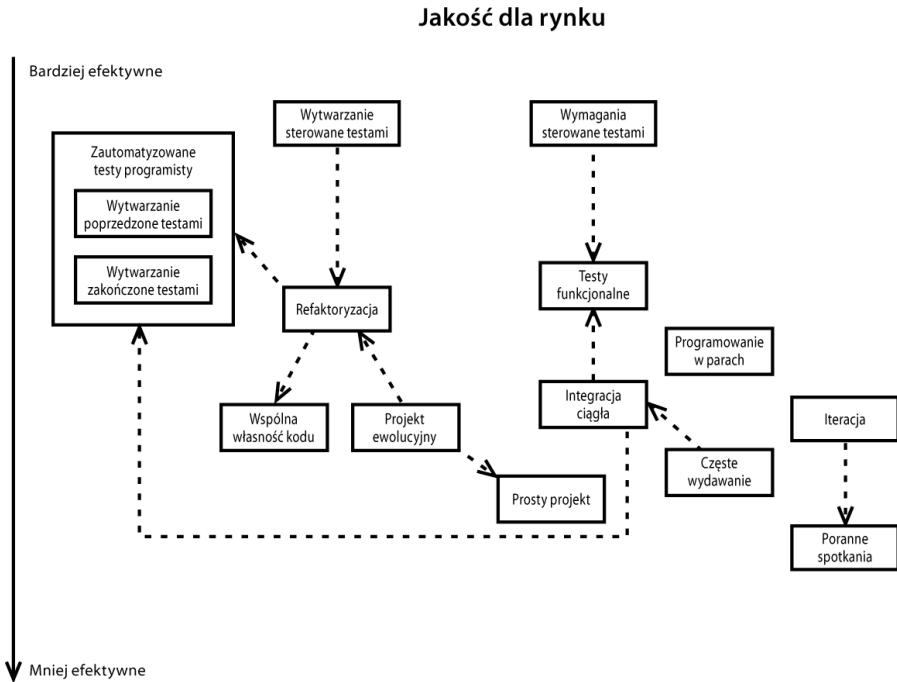 Jakość dla rynku
Bardziej efektywne
Wytwarzanie
sterowane testami
Wymagania
sterowane testami
Zautomatyzowane
testy programisty
Wytwarzanie
poprzedzone testami
Wytwarzanie
zakończone testami
Testy
funkcjonalne
Refaktoryzacja
Programowanie
w parach
Integracja
ciągła
Wspólna
własność kodu
Projekt
ewolucyjny
Iteracja
Częste
wydawanie
Prosty projekt
Poranne
spotkania
Mniej efektywne